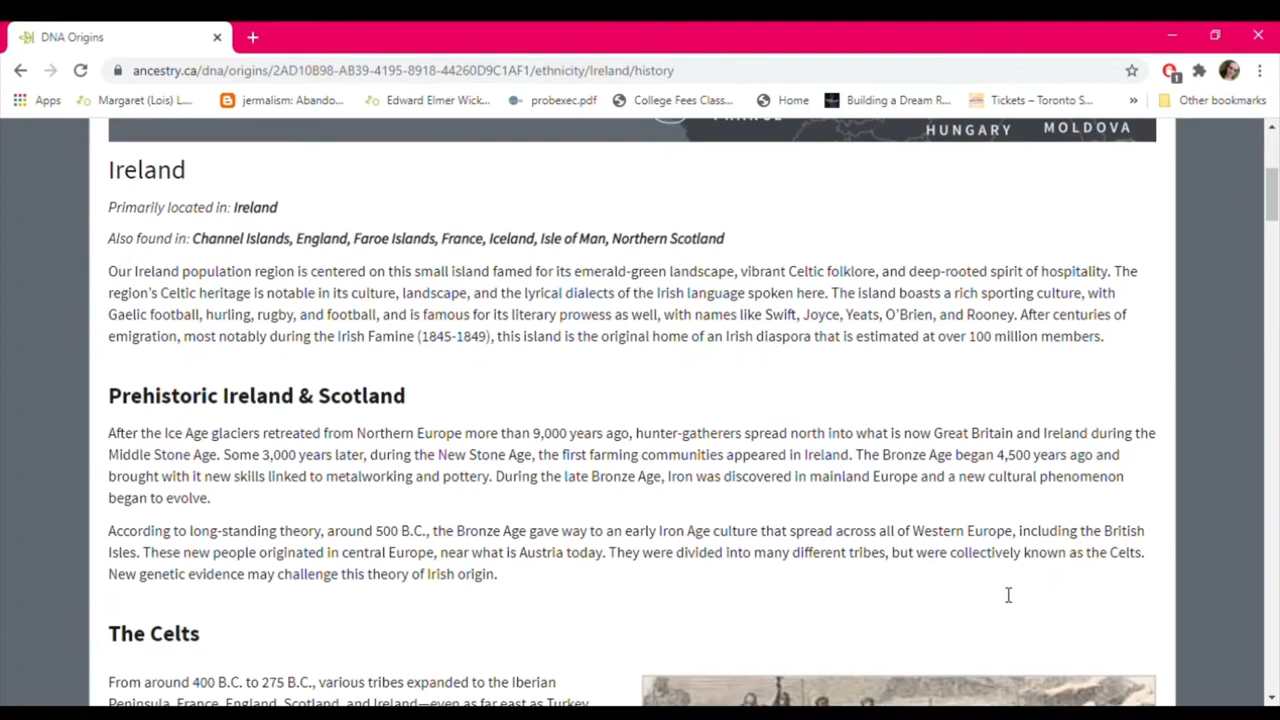 DNA Origins
ancestry.ca/dna/origins/2AD10B98-AB39-4195-8918-44260D9C1AF1/ethnicity/Ireland/history
1
Apps Margaret (Lois) L... jermalism: Abando... Edward Elmer Wick... probexec.pdf College Fees Class... Home Building a Dream R... Tickets – Toronto S... » Other bookmarks
HUNGARY MOLDOVA
Ireland
Primarily located in: Ireland
Also found in: Channel Islands, England, Faroe Islands, France, Iceland, Isle of Man, Northern Scotland
Our Ireland population region is centered on this small island famed for its emerald-green landscape, vibrant Celtic folklore, and deep-rooted spirit of hospitality. The
region's Celtic heritage is notable in its culture, landscape, and the lyrical dialects of the Irish language spoken here. The island boasts a rich sporting culture, with
Gaelic football, hurling, rugby, and football, and is famous for its literary prowess as well, with names like Swift, Joyce, Yeats, O'Brien, and Rooney. After centuries of
emigration, most notably during the Irish Famine (1845-1849), this island is the original home of an Irish diaspora that is estimated at over 100 million members.
Prehistoric Ireland & Scotland
After the Ice Age glaciers retreated from Northern Europe more than 9,000 years ago, hunter-gatherers spread north into what is now Great Britain and Ireland during the
Middle Stone Age. Some 3,000 years later, during the New Stone Age, the first farming communities appeared in Ireland. The Bronze Age began 4,500 years ago and
brought with it new skills linked to metalworking and pottery. During the late Bronze Age, Iron was discovered in mainland Europe and a new cultural phenomenon
began to evolve.
According to long-standing theory, around 500 B.C., the Bronze Age gave way to an early Iron Age culture that spread across all of Western Europe, including the British
Isles. These new people originated in central Europe, near what is Austria today. They were divided into many different tribes, but were collectively known as the Celts.
New genetic evidence may challenge this theory of Irish origin.
The Celts
From around 400 B.C. to 275 B.C., various tribes expanded to the Iberian
Peninsula, France, England, Scotland, and Ireland—even as far east as Turkey.